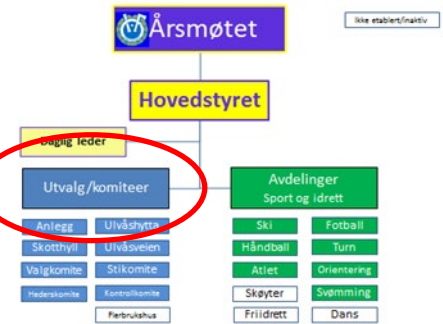 Årsmøtet
Ikke etablert/inaktiv
Hovedstyret
Daglig leder
Utvalg/komiteer
Avdelinger
Sport og idrett
Anlegg
Ulvåshytta
Ski
Fotball
Skotthyll
Ulvåsveien
Håndball
Turn
Valgkomite
Stikomite
Atlet
Orientering
Hederskomite
Kontrollkomite
Skøyter
Svømming
Flerbrukshus
Friidrett
Dans